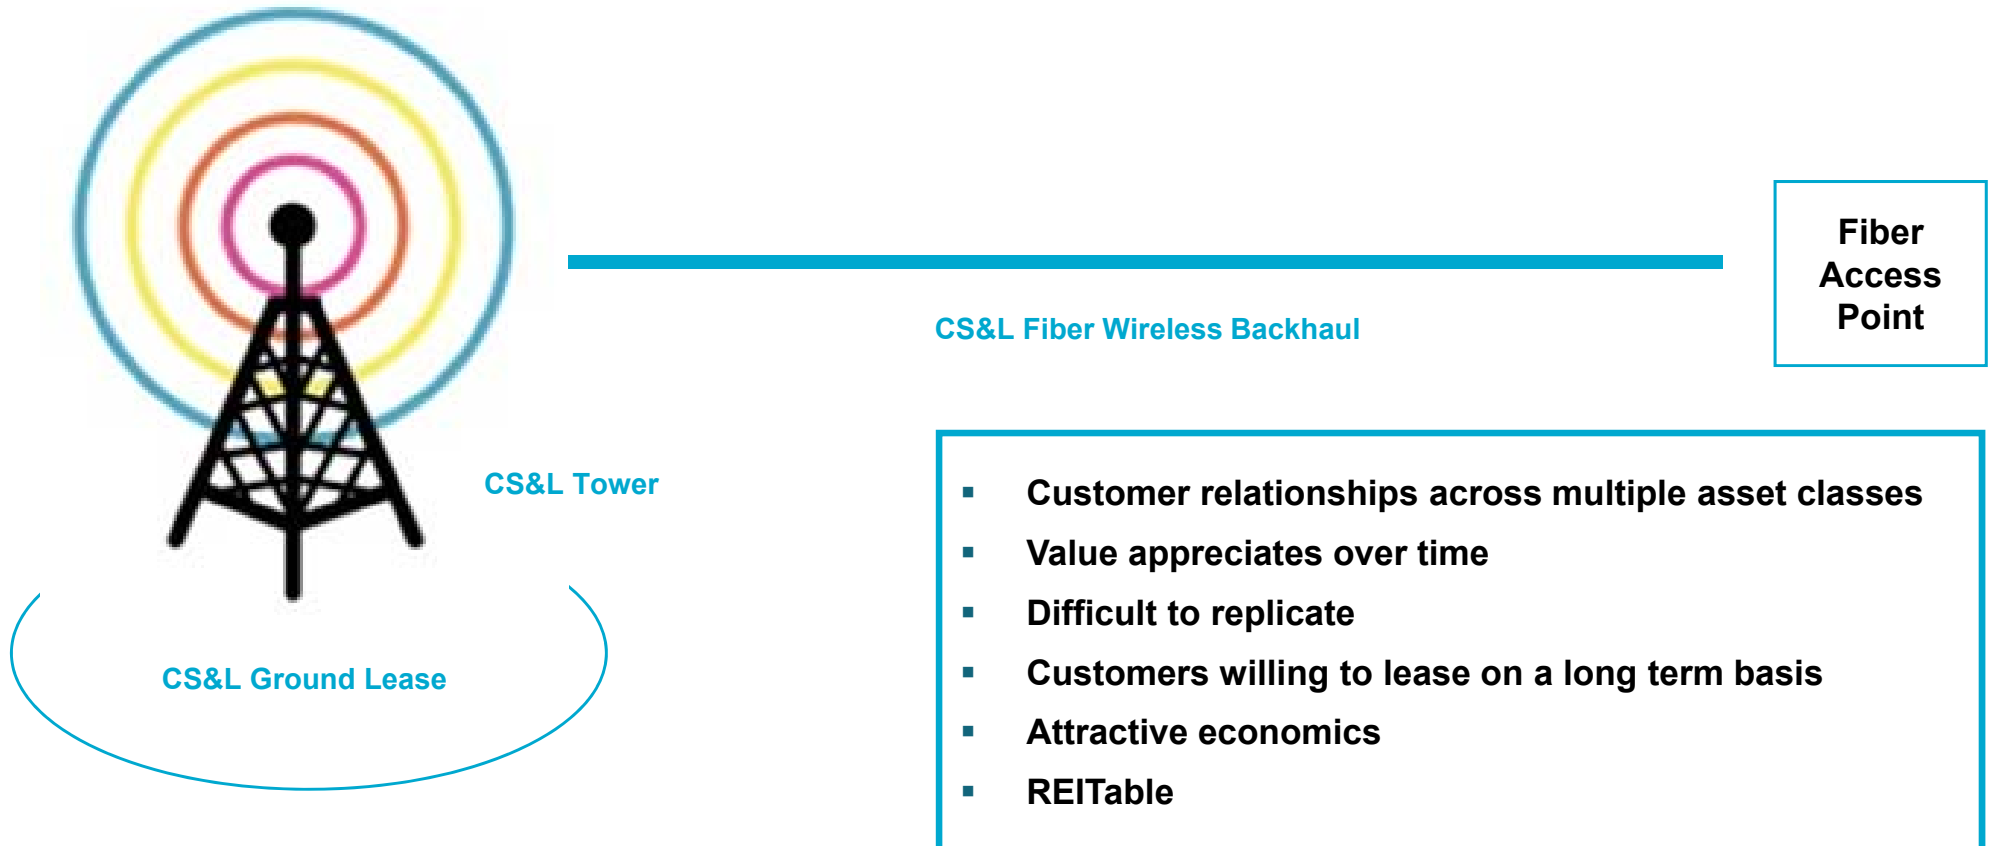 Fiber
Access
Point
CS&L Fiber Wireless Backhaul
CS&L Tower
CS&L Ground Lease
▪ Customer relationships across multiple asset classes
▪ Value appreciates over time
▪ Difficult to replicate
▪ Customers willing to lease on a long term basis
▪ Attractive economics
▪ REITable